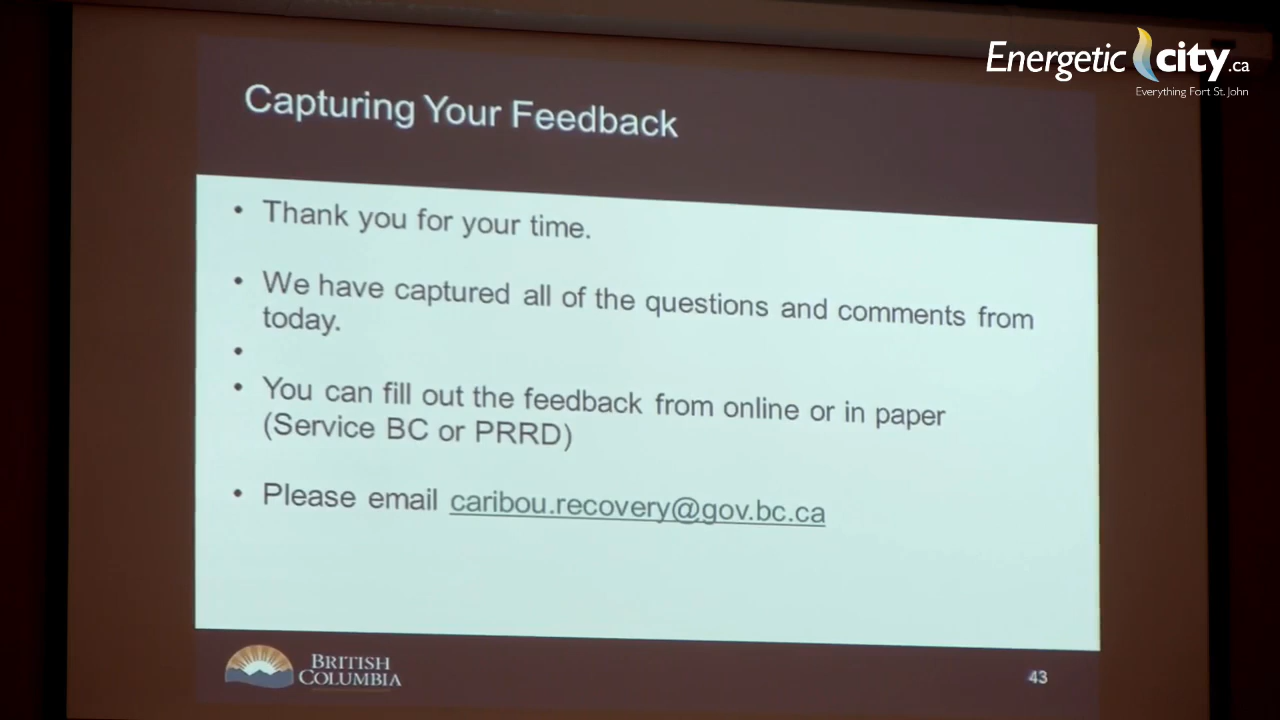 Energetic city.ca
Everything Fort St. John
Capturing Your Feedback
• Thank you for your time.
• We have captured all of the questions and comments from
today.
•
• You can fill out the feedback from online or in paper
(Service BC or PRRD)
• Please email caribou.recovery@gov.bc.ca
BRITISH
COLUMBIA
43